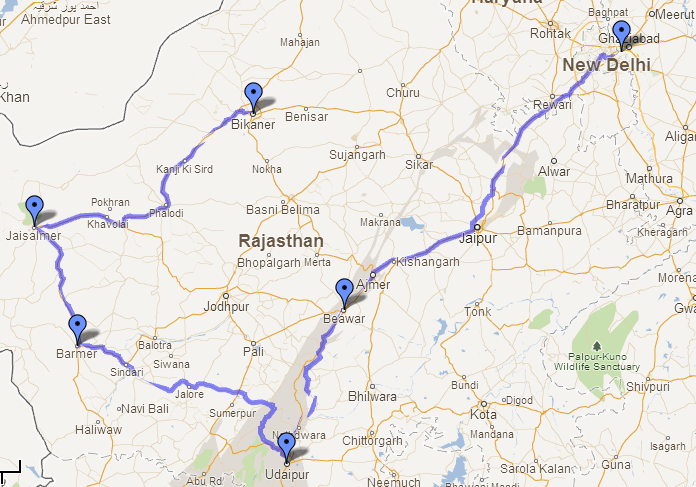 احمد پور شرقیہ
Ahmedpur East
Khan
Haryana
Baghpat
Meerut
Rohtak
Ghaziabad
New Delhi
Mahajan
Churu
Rewari
Bikaner
Benisar
Aligarh
Sujangarh
Sikar
Kanji Ki Sird
Nokha
Alwar
Mathura
Pokhran
Phalodi
Basni Belima
Bharatpur
Agra
Khavolai
Makrana
Jaisalmer
Rajasthan
Jaipur
Bamanpura
Kheragarh
Bhopalgarh
Merta
Kishangarh
Ajmer
Morena
Jodhpur
Tonk
Gwa
Beawar
Barmer
Balotra
Pali
Palpur-Kuno
Wildlife Sanctuary
Sindari
Siwana
Jalore
Bhilwara
Bundi
Digod
Shivpuri
Navi Bali
Sumerpur
Kota
Haliwaw
Chittorgarh
Mandana
Isagarh
Udaipur
Sarola Kalan
Guna
Abu Rd
Neemuch
Bhawani Mandi